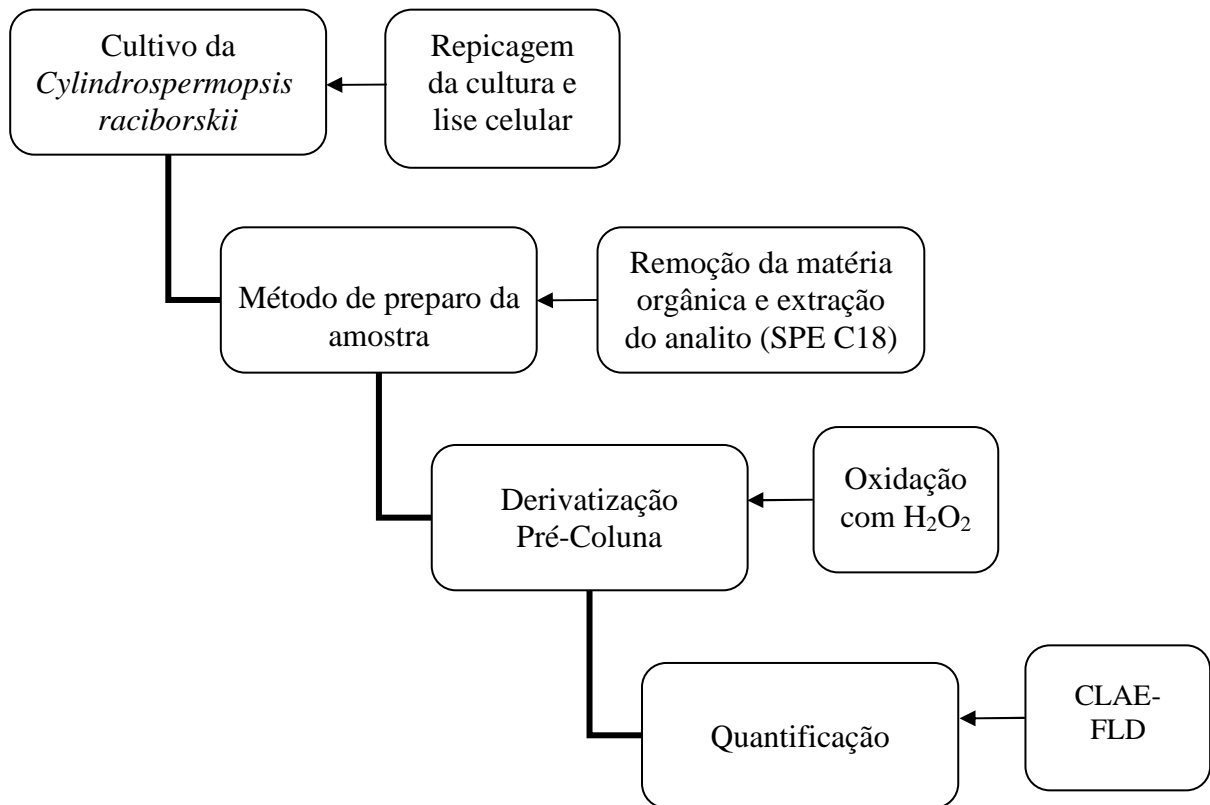 Cultivo da
Cylindrospermopsis
raciborskii
Repicagem
da cultura e
lise celular
Método de preparo da
amostra
Remoção da matéria
orgânica e extração
do analito (SPE C18)
Derivatização
Pré-Coluna
Oxidação
com H₂O₂
Quantificação
CLAE-
FLD